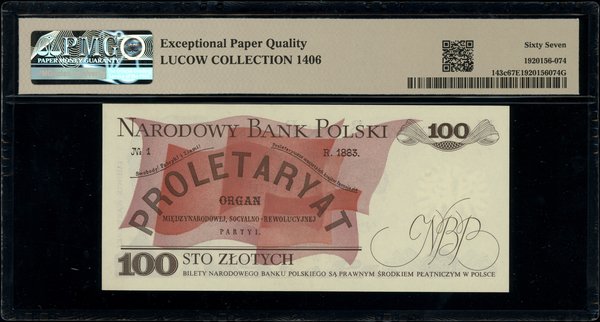 PMG
PAPER MONEY GUARANTY
Exceptional Paper Quality
LUCOW COLLECTION 1406
Sixty Seven
1920156-074
143c67E1920156074G
NARODOWY BANK POLSKI
100
№ 1
R. 1883.
PROLETARYAT
ORGAN
MIĘDZYNARODOWEJ, SOCYALNO-REWOLUCYJNEJ
PARTYI.
NBP
100 STO ZŁOTYCH
BILETY NARODOWEGO BANKU POLSKIEGO SĄ PRAWNYM ŚRODKIEM PŁATNICZYM W POLSCE